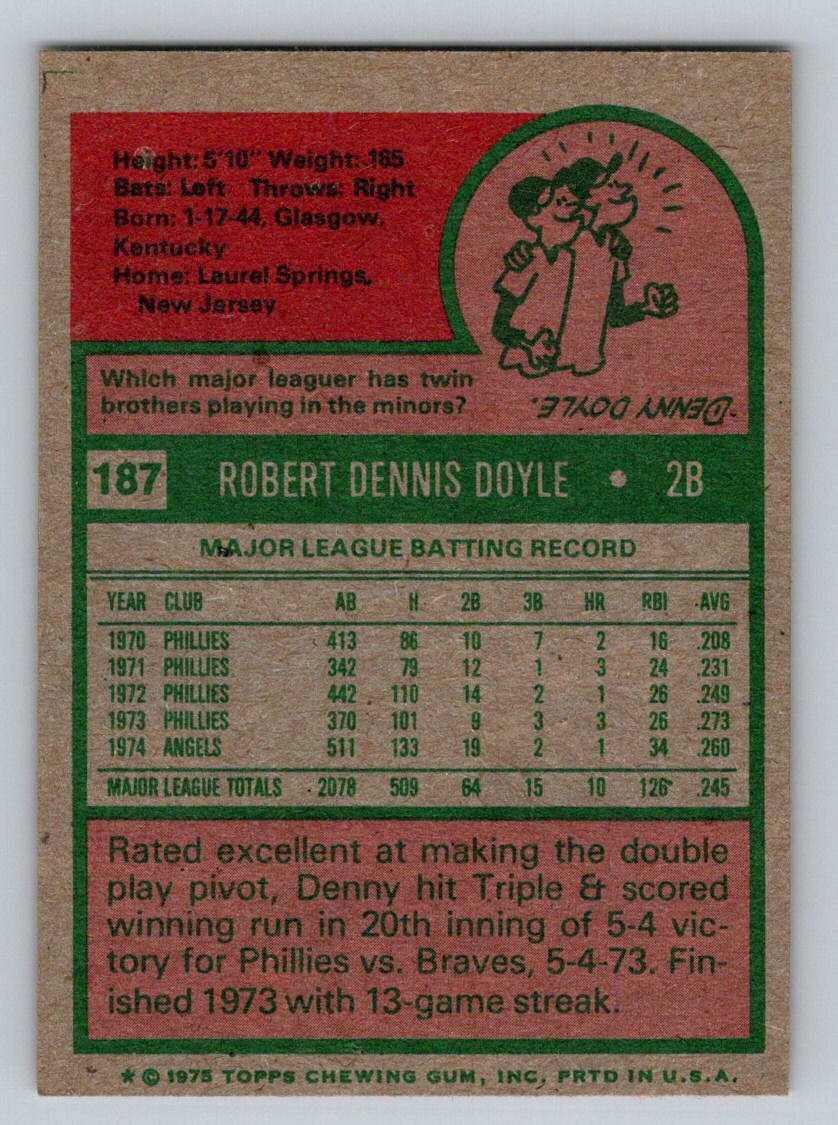 Height: 5'10" Weight: 165
Bats: Left Throws: Right
Born: 1-17-44, Glasgow,
Kentucky
Home: Laurel Springs,
New Jersey
Which major leaguer has twin
brothers playing in the minors?
-DENNY DOYLE.
187 ROBERT DENNIS DOYLE • 2B
MAJOR LEAGUE BATTING RECORD
YEAR CLUB AB H 2B 3B HR RBI AVG
1970 PHILLIES 413 86 10 7 2 16 .208
1971 PHILLIES 342 79 12 1 3 24 .231
1972 PHILLIES 442 110 14 2 1 26 .249
1973 PHILLIES 370 101 9 3 3 26 .273
1974 ANGELS 511 133 19 2 1 34 .260
MAJOR LEAGUE TOTALS 2078 509 64 15 10 126 .245
Rated excellent at making the double
play pivot, Denny hit Triple & scored
winning run in 20th inning of 5-4 vic-
tory for Phillies vs. Braves, 5-4-73. Fin-
ished 1973 with 13-game streak.
* © 1975 TOPPS CHEWING GUM, INC. PRTD IN U.S.A.